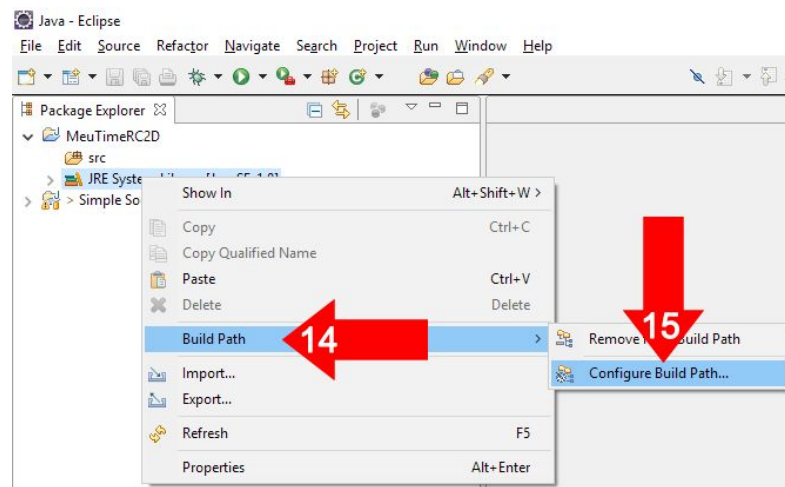 Java - Eclipse
File Edit Source Refactor Navigate Search Project Run Window Help
Package Explorer
MeuTimeRC2D
src
JRE Syste
> Simple So
Show In Alt+Shift+W >
Copy Ctrl+C
Copy Qualified Name
Paste Ctrl+V
Delete Delete
Build Path 14 >
15
Remove Build Path
Configure Build Path...
Import...
Export...
Refresh F5
Properties Alt+Enter